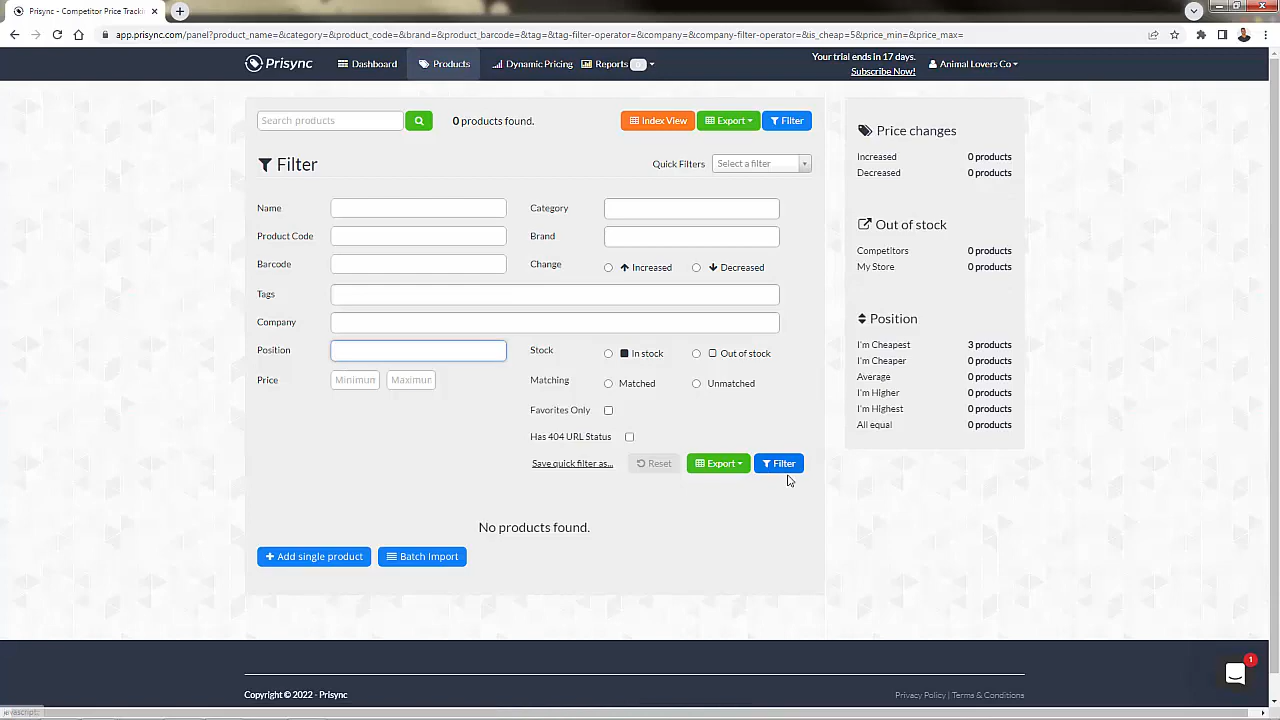 Prisync - Competitor Price Tracki
app.prisync.com/panel?product_name=&category=&product_code=&brand=&product_barcode=&tag=&tag-filter-operator=&company=&company-filter-operator=&is_cheap=5&price_min=&price_max=
Prisync Dashboard Products Dynamic Pricing Reports
Your trial ends in 17 days.
Subscribe Now!
Animal Lovers Co
Search products 0 products found. Index View Export Filter
Filter
Quick Filters Select a filter
Name Category
Product Code Brand
Barcode Change Increased Decreased
Tags
Company
Position Stock In stock Out of stock
Price Minimum Maximum Matching Matched Unmatched
Favorites Only
Has 404 URL Status
Save quick filter as... Reset Export Filter
No products found.
+ Add single product Batch Import
Price changes
Increased 0 products
Decreased 0 products
Out of stock
Competitors 0 products
My Store 0 products
Position
I'm Cheapest 3 products
I'm Cheaper 0 products
Average 0 products
I'm Higher 0 products
I'm Highest 0 products
All equal 0 products
1
Copyright © 2022 - Prisync
Privacy Policy | Terms & Conditions